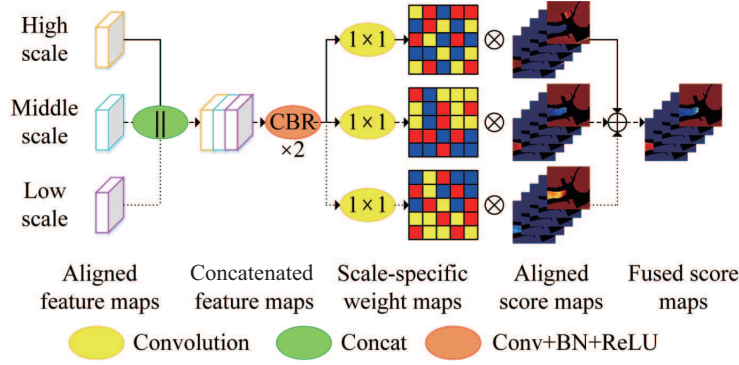 High
scale
1×1
Middle
scale
||
CBR
×2
1×1
Low
scale
1×1
Aligned
feature maps
Concatenated
feature maps
Scale-specific
weight maps
Aligned
score maps
Fused score
maps
Convolution
Concat
Conv+BN+ReLU